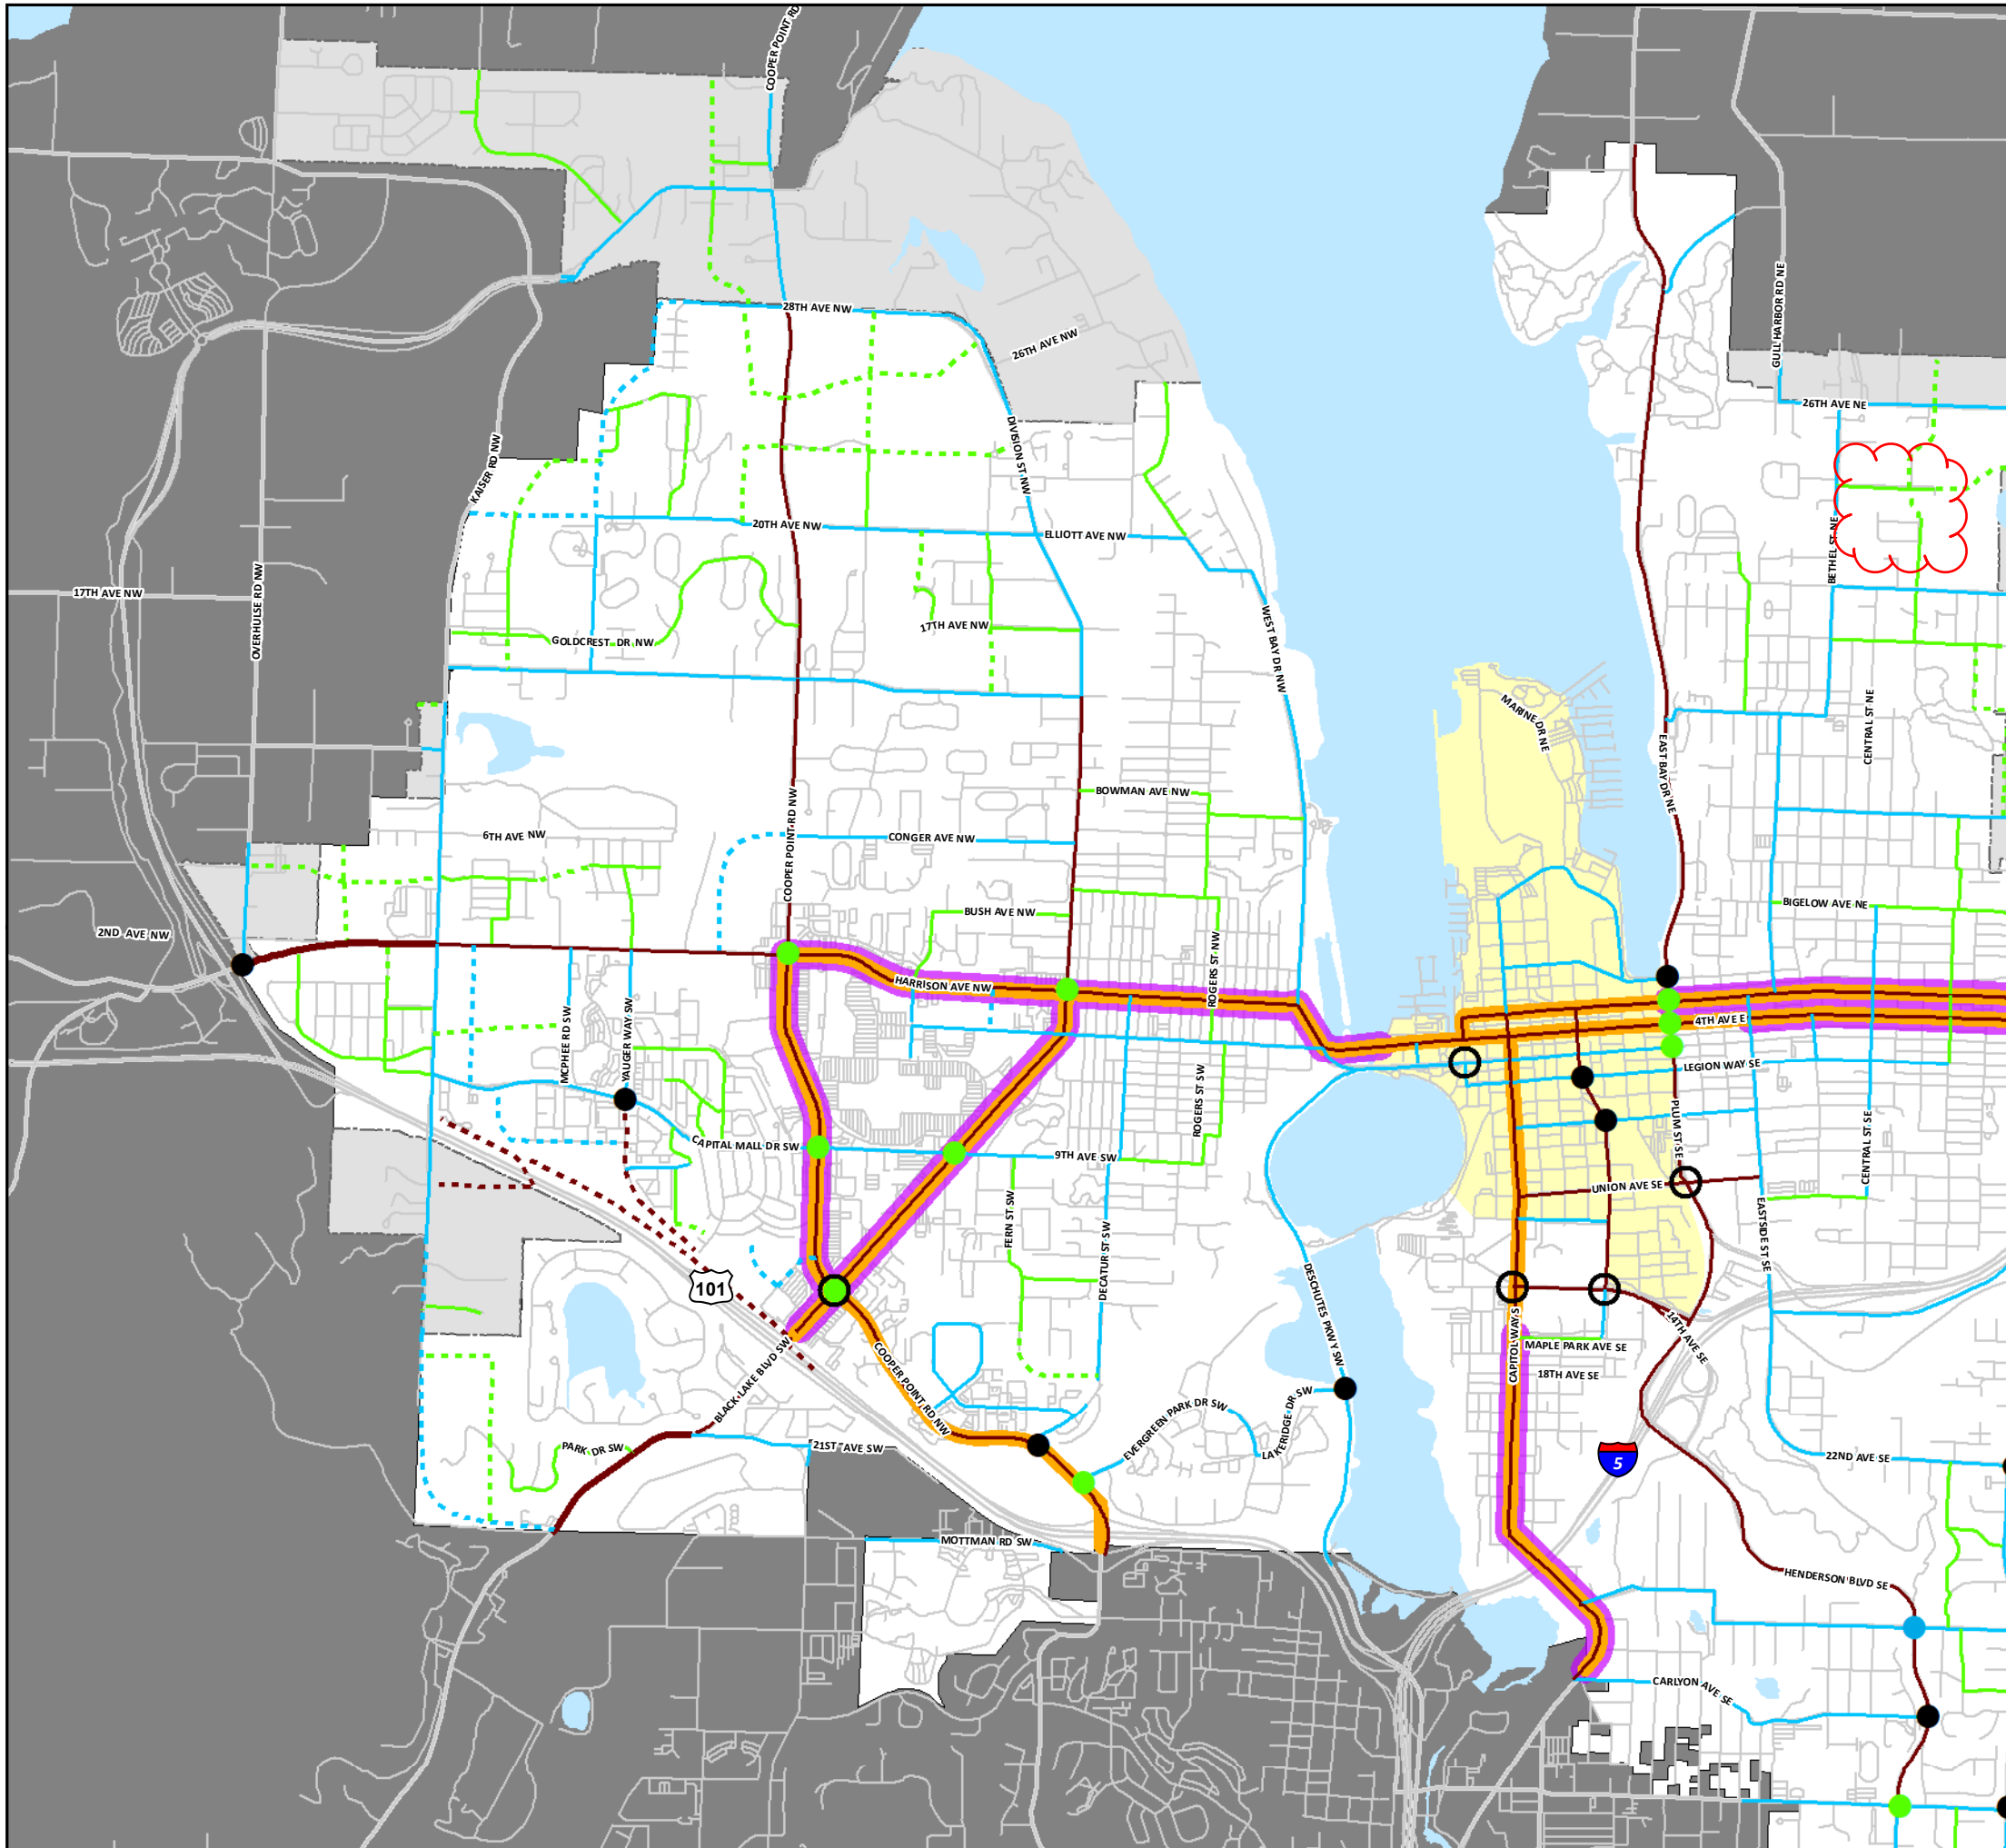 COOPER POINT RD
28TH AVE NW
26TH AVE NW
GULL HARBOR RD NE
26TH AVE NE
DIVISION ST NW
KAISER RD NW
20TH AVE NW
ELLIOTT AVE NW
BETHEL ST NE
OVERHULSE RD NW
17TH AVE NW
17TH AVE NW
GOLDCREST DR NW
WEST BAY DR NW
MARINE DR NE
CENTRAL ST NE
EAST BAY DR NE
BOWMAN AVE NW
COOPER POINT RD NW
6TH AVE NW
CONGER AVE NW
BUSH AVE NW
BIGELOW AVE NE
2ND AVE NW
ROGERS ST NW
HARRISON AVE NW
4TH AVE E
MCPHEE RD SW
YAUGER WAY SW
LEGION WAY SE
ROGERS ST SW
PLUM ST SE
CENTRAL ST SE
CAPITAL MALL DR SW
9TH AVE SW
UNION AVE SE
FERN ST SW
DECATUR ST SW
EASTSIDE ST SE
101
DESCHUTES PKWY SW
CAPITOL WAY S
14TH AVE SE
MAPLE PARK AVE SE
18TH AVE SE
BLACK LAKE BLVD SW
COOPER POINT RD NW
EVERGREEN PARK DR SW
LAKERIDGE DR SW
PARK DR SW
21ST AVE SW
5
22ND AVE SE
MOTTMAN RD SW
HENDERSON BLVD SE
CARLYON AVE SE